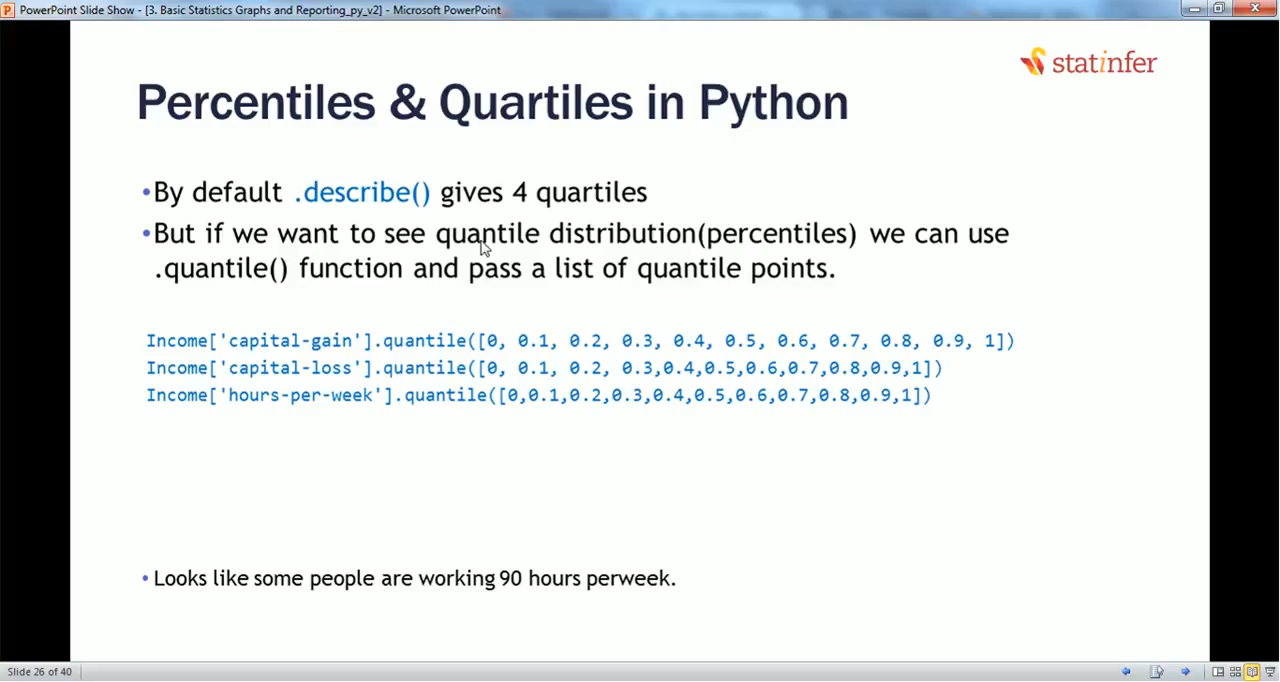 PowerPoint Slide Show - [3. Basic Statistics Graphs and Reporting_py_v2] - Microsoft PowerPoint
statinfer
Percentiles & Quartiles in Python
•By default .describe() gives 4 quartiles
•But if we want to see quantile distribution(percentiles) we can use
.quantile() function and pass a list of quantile points.
Income['capital-gain'].quantile([0, 0.1, 0.2, 0.3, 0.4, 0.5, 0.6, 0.7, 0.8, 0.9, 1])
Income['capital-loss'].quantile([0, 0.1, 0.2, 0.3,0.4,0.5,0.6,0.7,0.8,0.9,1])
Income['hours-per-week'].quantile([0,0.1,0.2,0.3,0.4,0.5,0.6,0.7,0.8,0.9,1])
• Looks like some people are working 90 hours perweek.
Slide 26 of 40